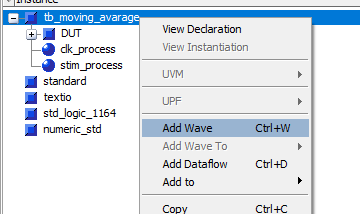 Instance
tb_moving_avarage
DUT
clk_process
stim_process
standard
textio
std_logic_1164
numeric_std
View Declaration
View Instantiation
UVM
UPF
Add Wave Ctrl+W
Add Wave To
Add Dataflow Ctrl+D
Add to
Copy Ctrl+C